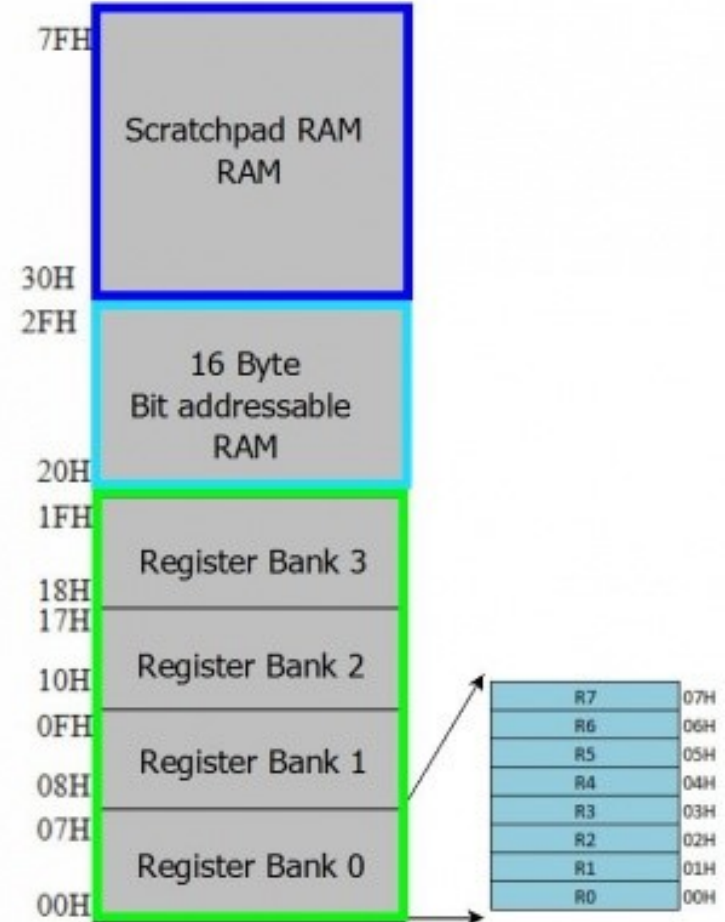 7FH
Scratchpad RAM
RAM
30H
2FH
16 Byte
Bit addressable
RAM
20H
1FH
Register Bank 3
18H
17H
Register Bank 2
10H
0FH
Register Bank 1
08H
07H
Register Bank 0
00H
R7 07H
R6 06H
R5 05H
R4 04H
R3 03H
R2 02H
R1 01H
R0 00H